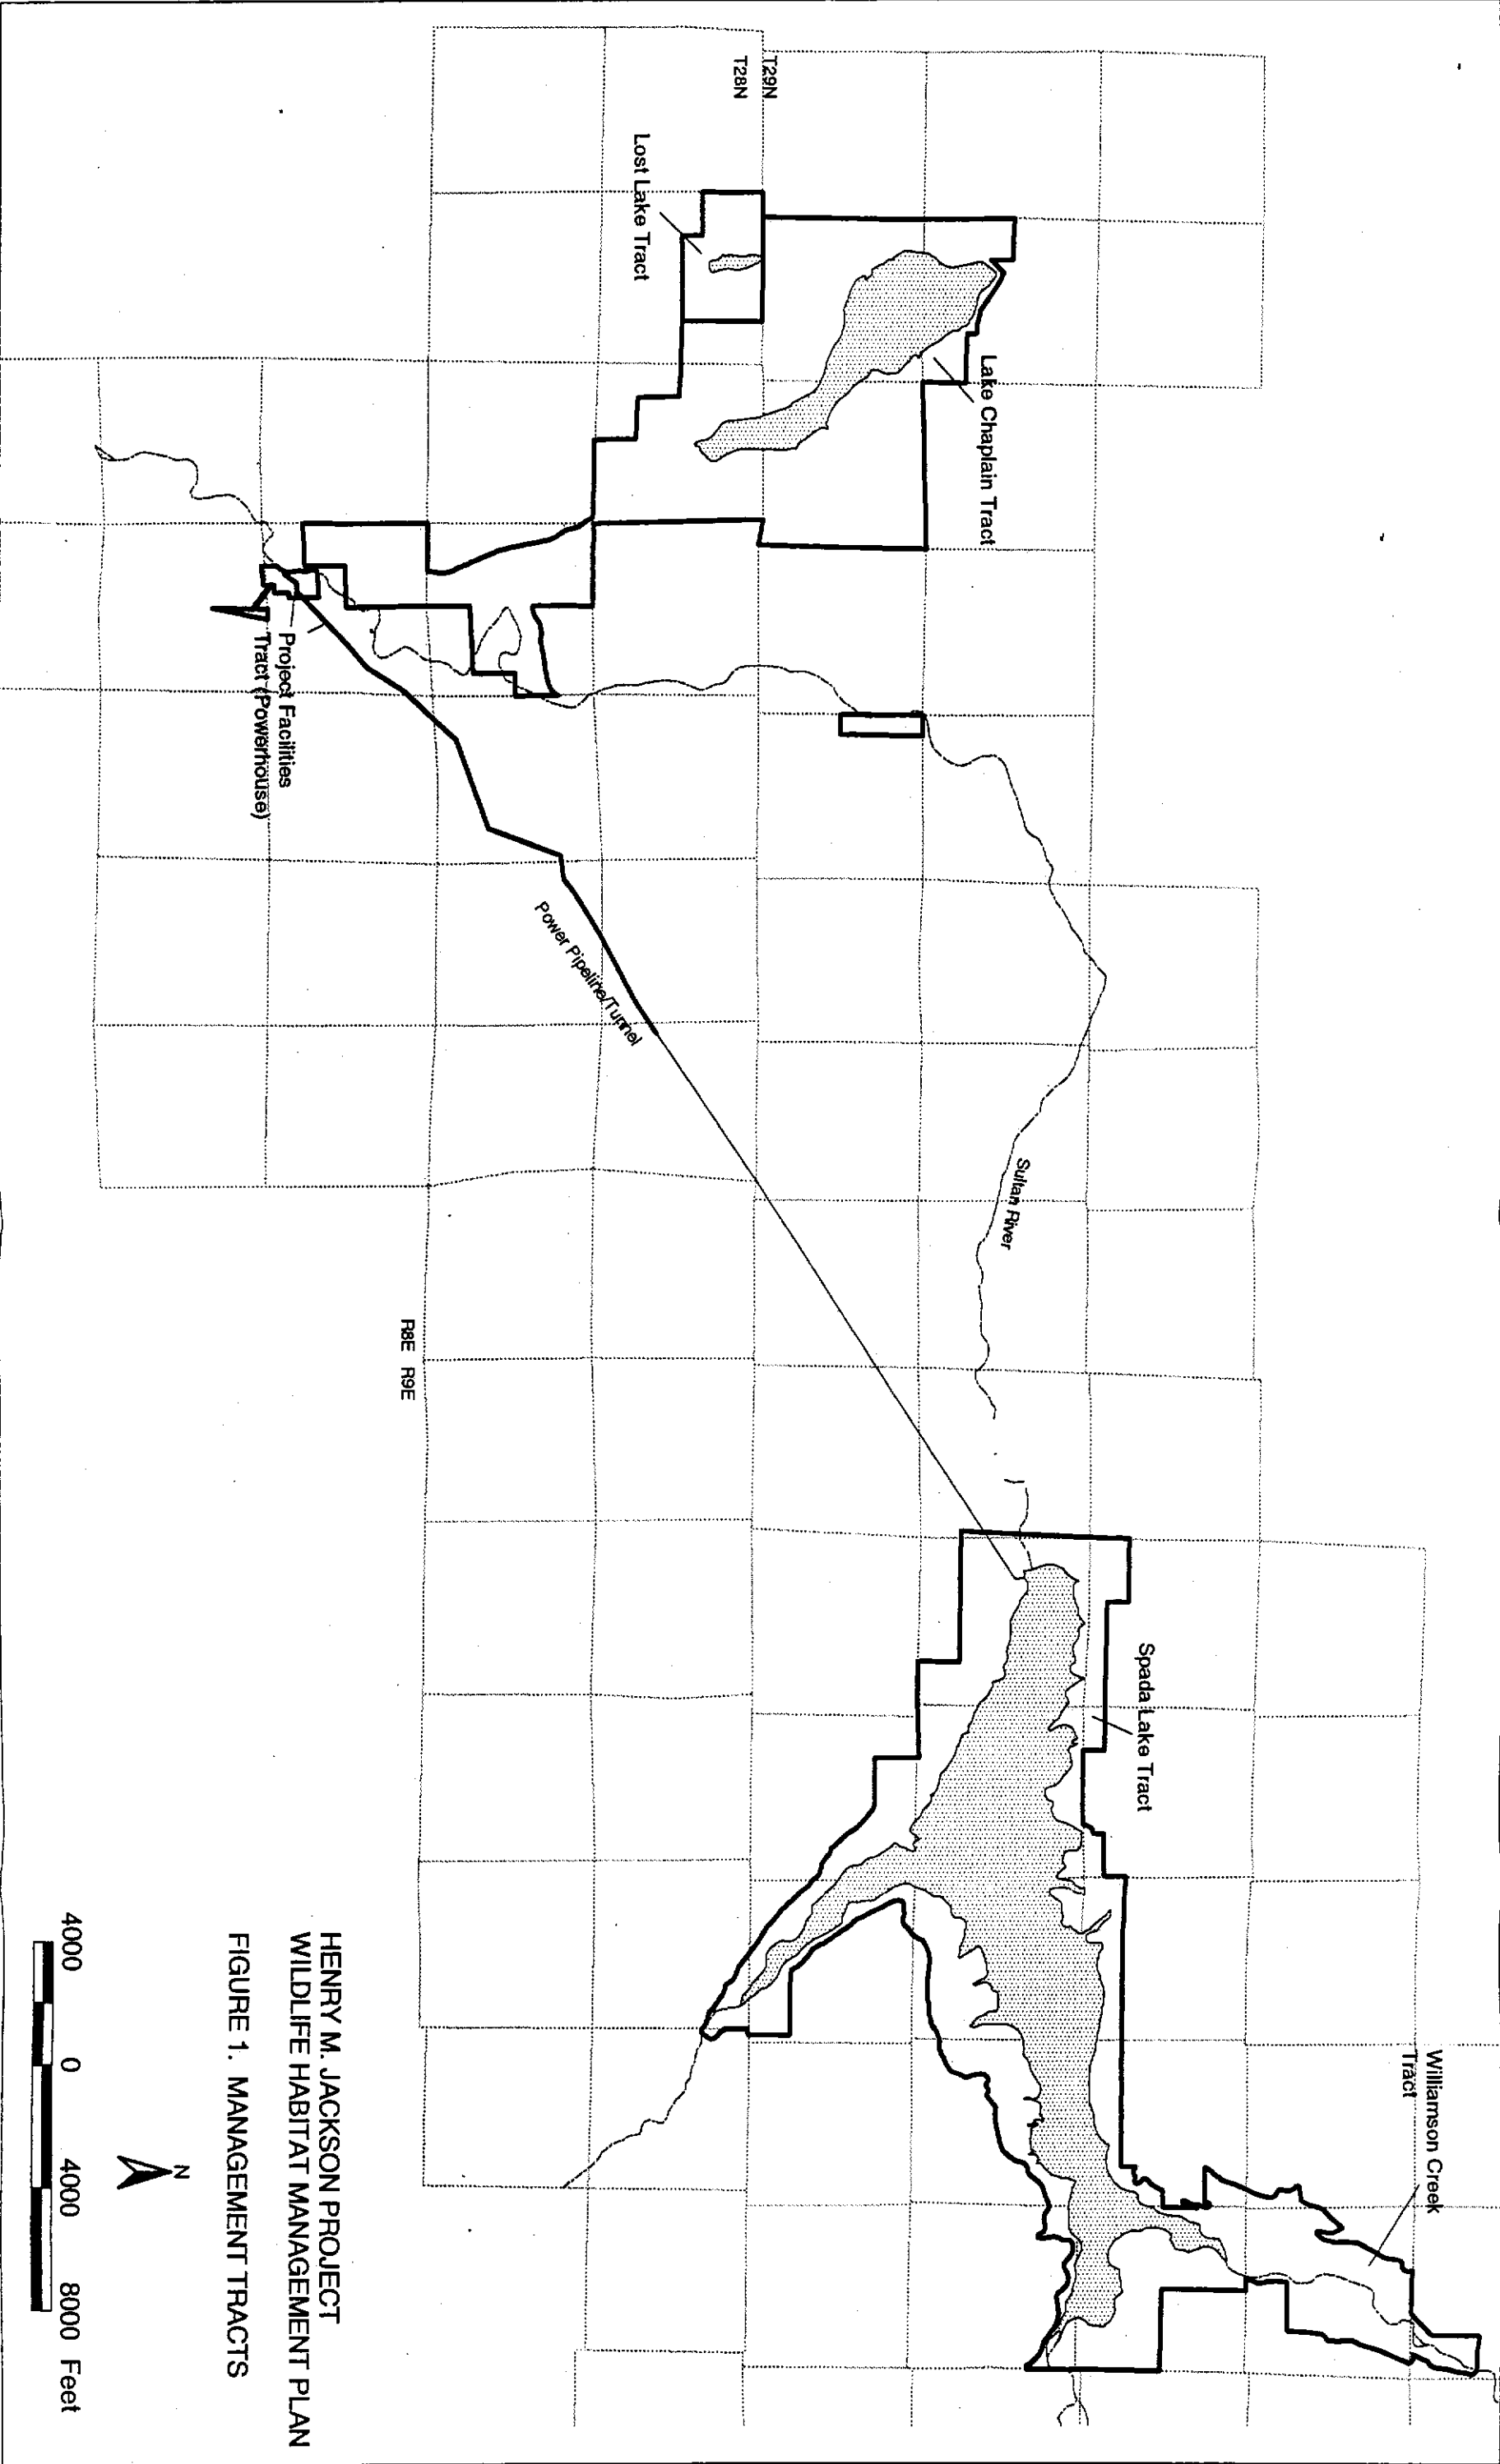 T29N
T28N
Lost Lake Tract
Lake Chaplain Tract
Project Facilities
Tract (Powerhouse)
Power Pipeline/Tunnel
Sultan River
R8E R9E
Spada Lake Tract
Williamson Creek
Tract
HENRY M. JACKSON PROJECT
WILDLIFE HABITAT MANAGEMENT PLAN
FIGURE 1. MANAGEMENT TRACTS
N
4000 0 4000 8000 Feet